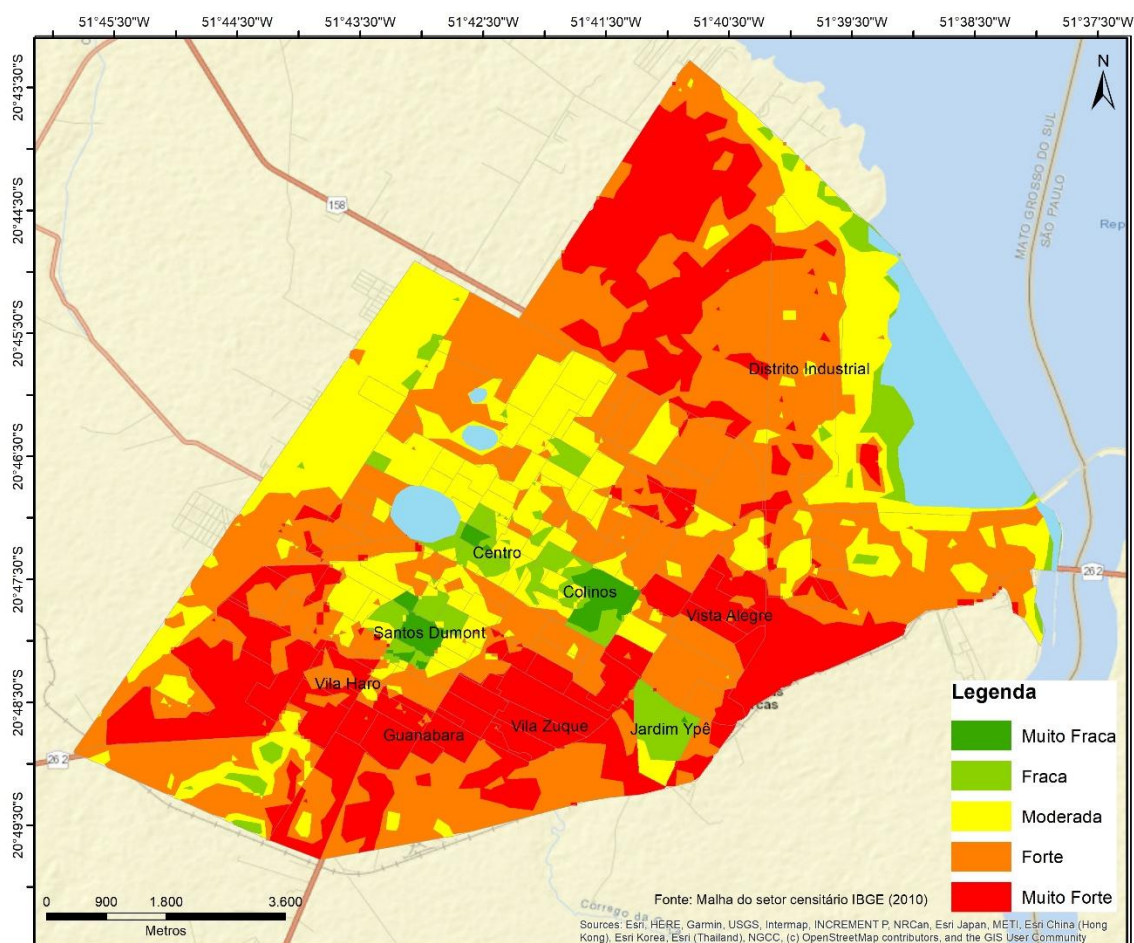 51°45'30"W 51°44'30"W 51°43'30"W 51°42'30"W 51°41'30"W 51°40'30"W 51°39'30"W 51°38'30"W 51°37'30"W
20°43'30"S
20°44'30"S
20°45'30"S
20°46'30"S
20°47'30"S
20°48'30"S
20°49'30"S
N
158
MATO GROSSO DO SUL
SÃO PAULO
Rep
Distrito Industrial
Centro
Colinos
262
Santos Dumont
Vista Alegre
Vila Haro
Guanabara
Vila Zuque
Jardim Ypê
262
Legenda
Muito Fraca
Fraca
Moderada
Forte
Muito Forte
0 900 1.800 3.600
Metros
Fonte: Malha do setor censitário IBGE (2010)
Córrego da
Sources: Esri, HERE, Garmin, USGS, Intermap, INCREMENT P, NRCan, Esri Japan, METI, Esri China (Hong
Kong), Esri Korea, Esri (Thailand), NGCC, (c) OpenStreetMap contributors, and the GIS User Community